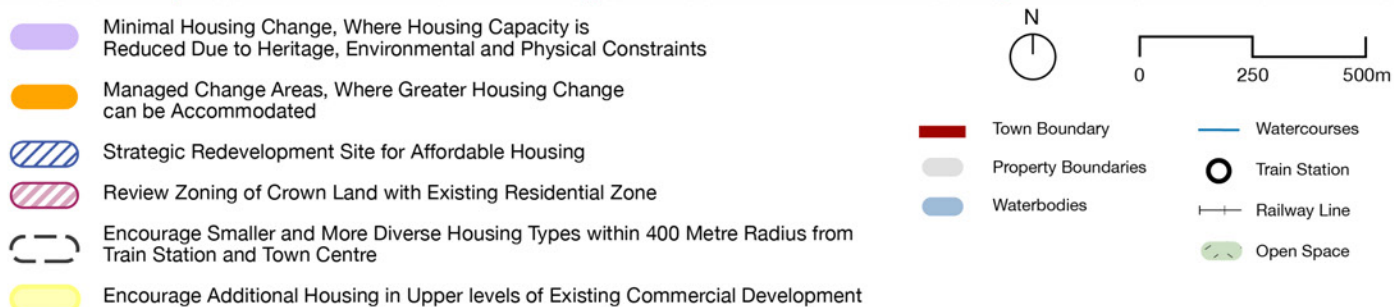 Minimal Housing Change, Where Housing Capacity is
Reduced Due to Heritage, Environmental and Physical Constraints
Managed Change Areas, Where Greater Housing Change
can be Accommodated
Strategic Redevelopment Site for Affordable Housing
Review Zoning of Crown Land with Existing Residential Zone
Encourage Smaller and More Diverse Housing Types within 400 Metre Radius from
Train Station and Town Centre
Encourage Additional Housing in Upper levels of Existing Commercial Development
N
0 250 500m
Town Boundary
Property Boundaries
Waterbodies
Watercourses
Train Station
Railway Line
Open Space